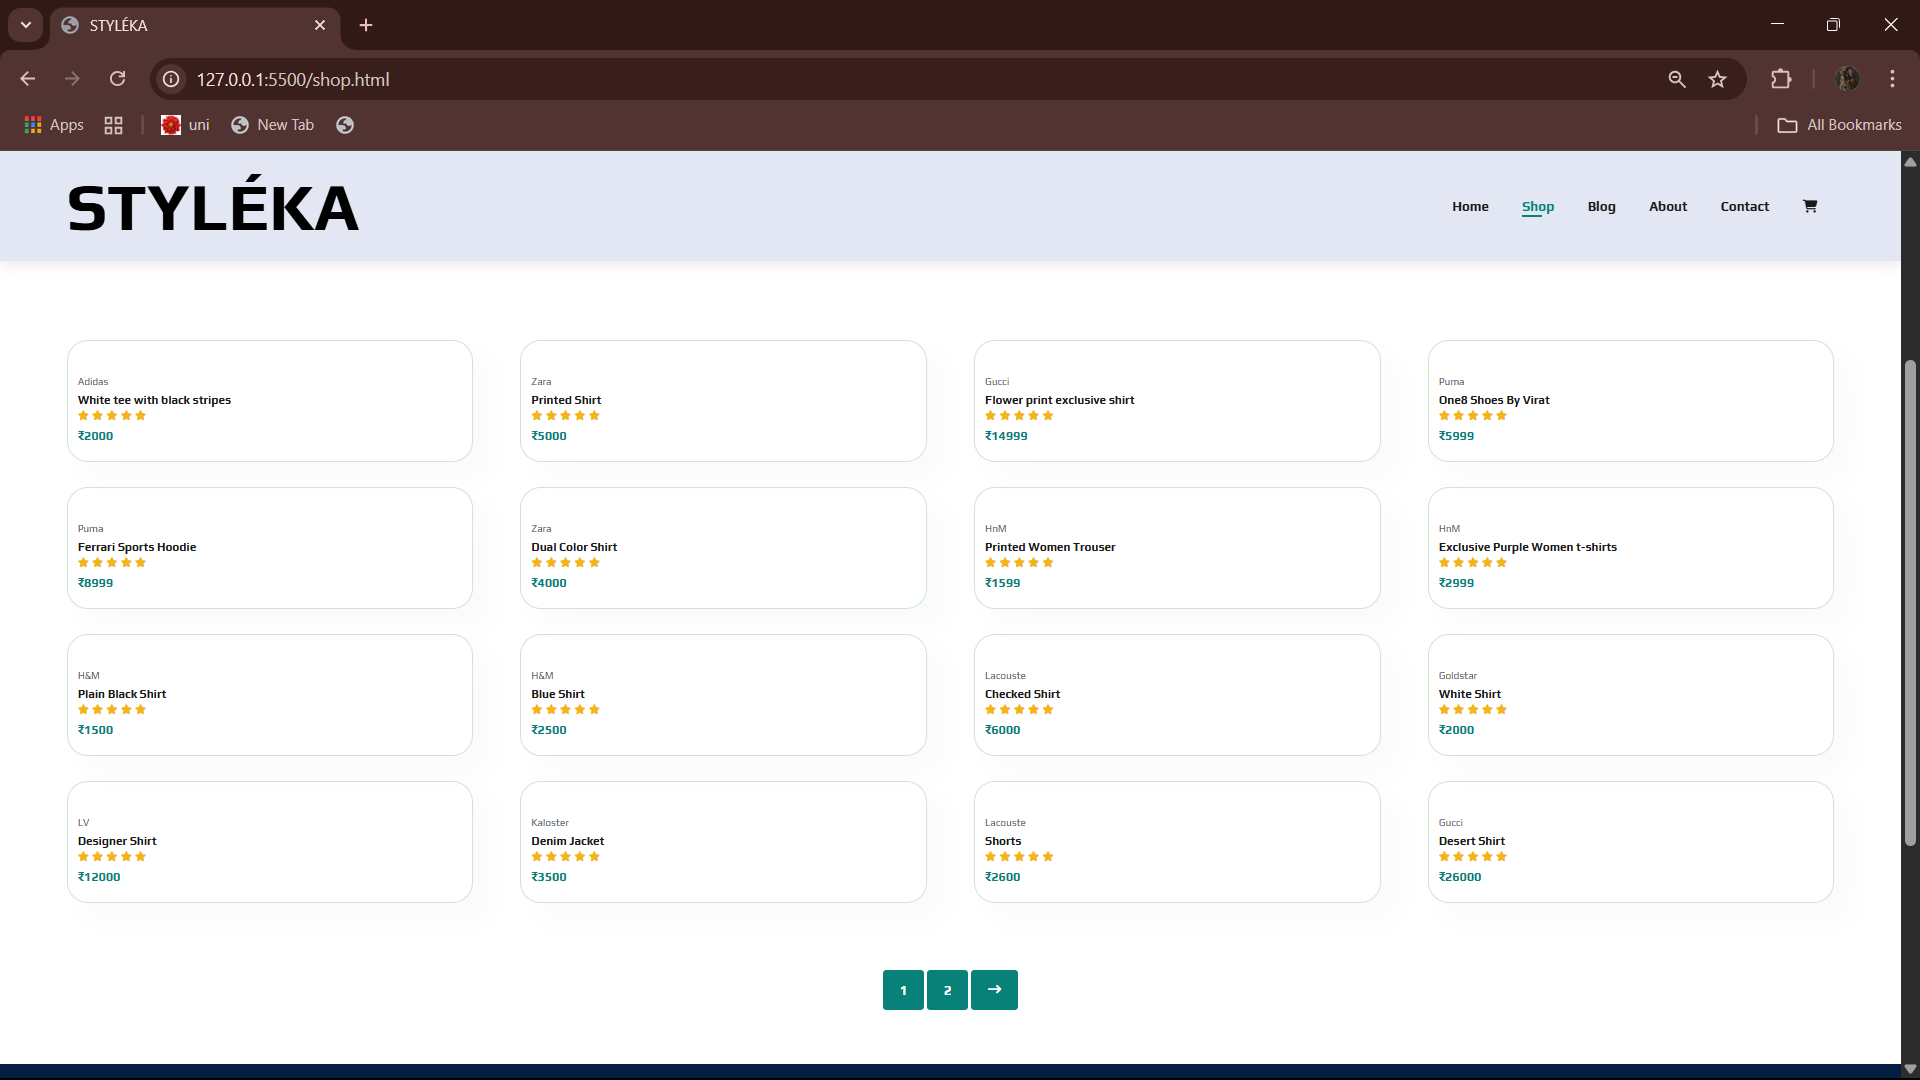 STYLÉKA
127.0.0.1:5500/shop.html
Apps
uni
New Tab
All Bookmarks
STYLÉKA
Home
Shop
Blog
About
Contact
Adidas
White tee with black stripes
₹2000
Zara
Printed Shirt
₹5000
Gucci
Flower print exclusive shirt
₹14999
Puma
One8 Shoes By Virat
₹5999
Puma
Ferrari Sports Hoodie
₹8999
Zara
Dual Color Shirt
₹4000
HnM
Printed Women Trouser
₹1599
HnM
Exclusive Purple Women t-shirts
₹2999
H&M
Plain Black Shirt
₹1500
H&M
Blue Shirt
₹2500
Lacouste
Checked Shirt
₹6000
Goldstar
White Shirt
₹2000
LV
Designer Shirt
₹12000
Kaloster
Denim Jacket
₹3500
Lacouste
Shorts
₹2600
Gucci
Desert Shirt
₹26000
1
2